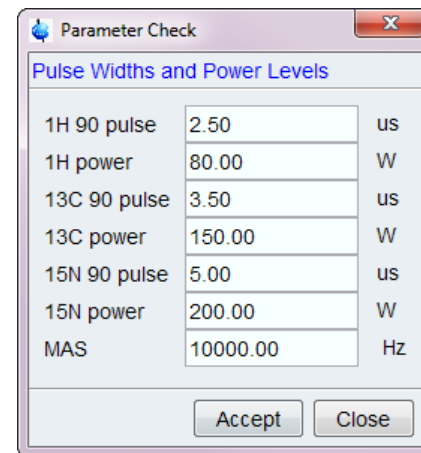 Parameter Check
Pulse Widths and Power Levels
1H 90 pulse 2.50 us
1H power 80.00 W
13C 90 pulse 3.50 us
13C power 150.00 W
15N 90 pulse 5.00 us
15N power 200.00 W
MAS 10000.00 Hz
Accept Close